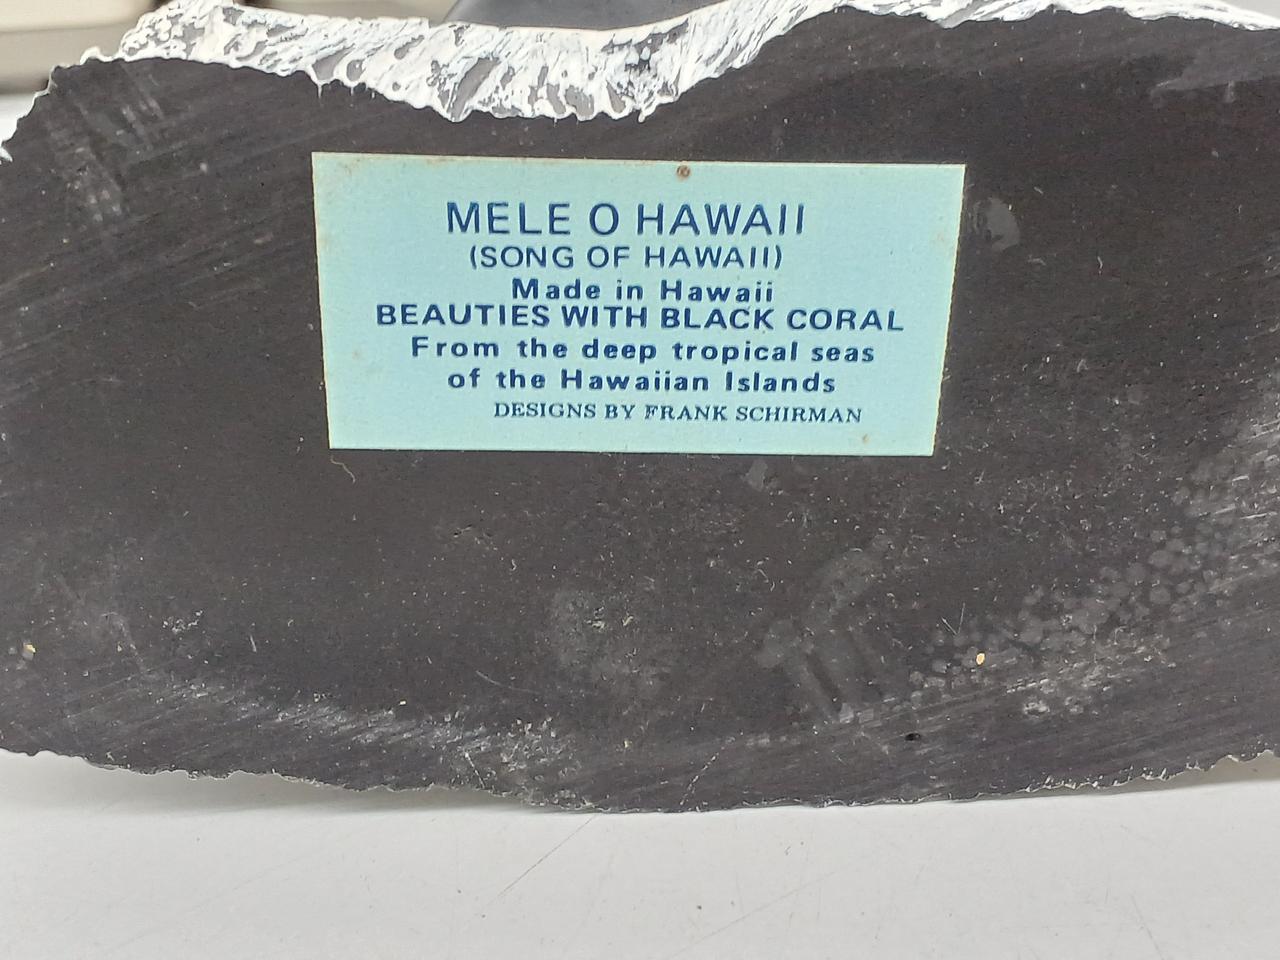 MELE O HAWAII
(SONG OF HAWAII)
Made in Hawaii
BEAUTIES WITH BLACK CORAL
From the deep tropical seas
of the Hawaiian Islands
DESIGNS BY FRANK SCHIRMAN